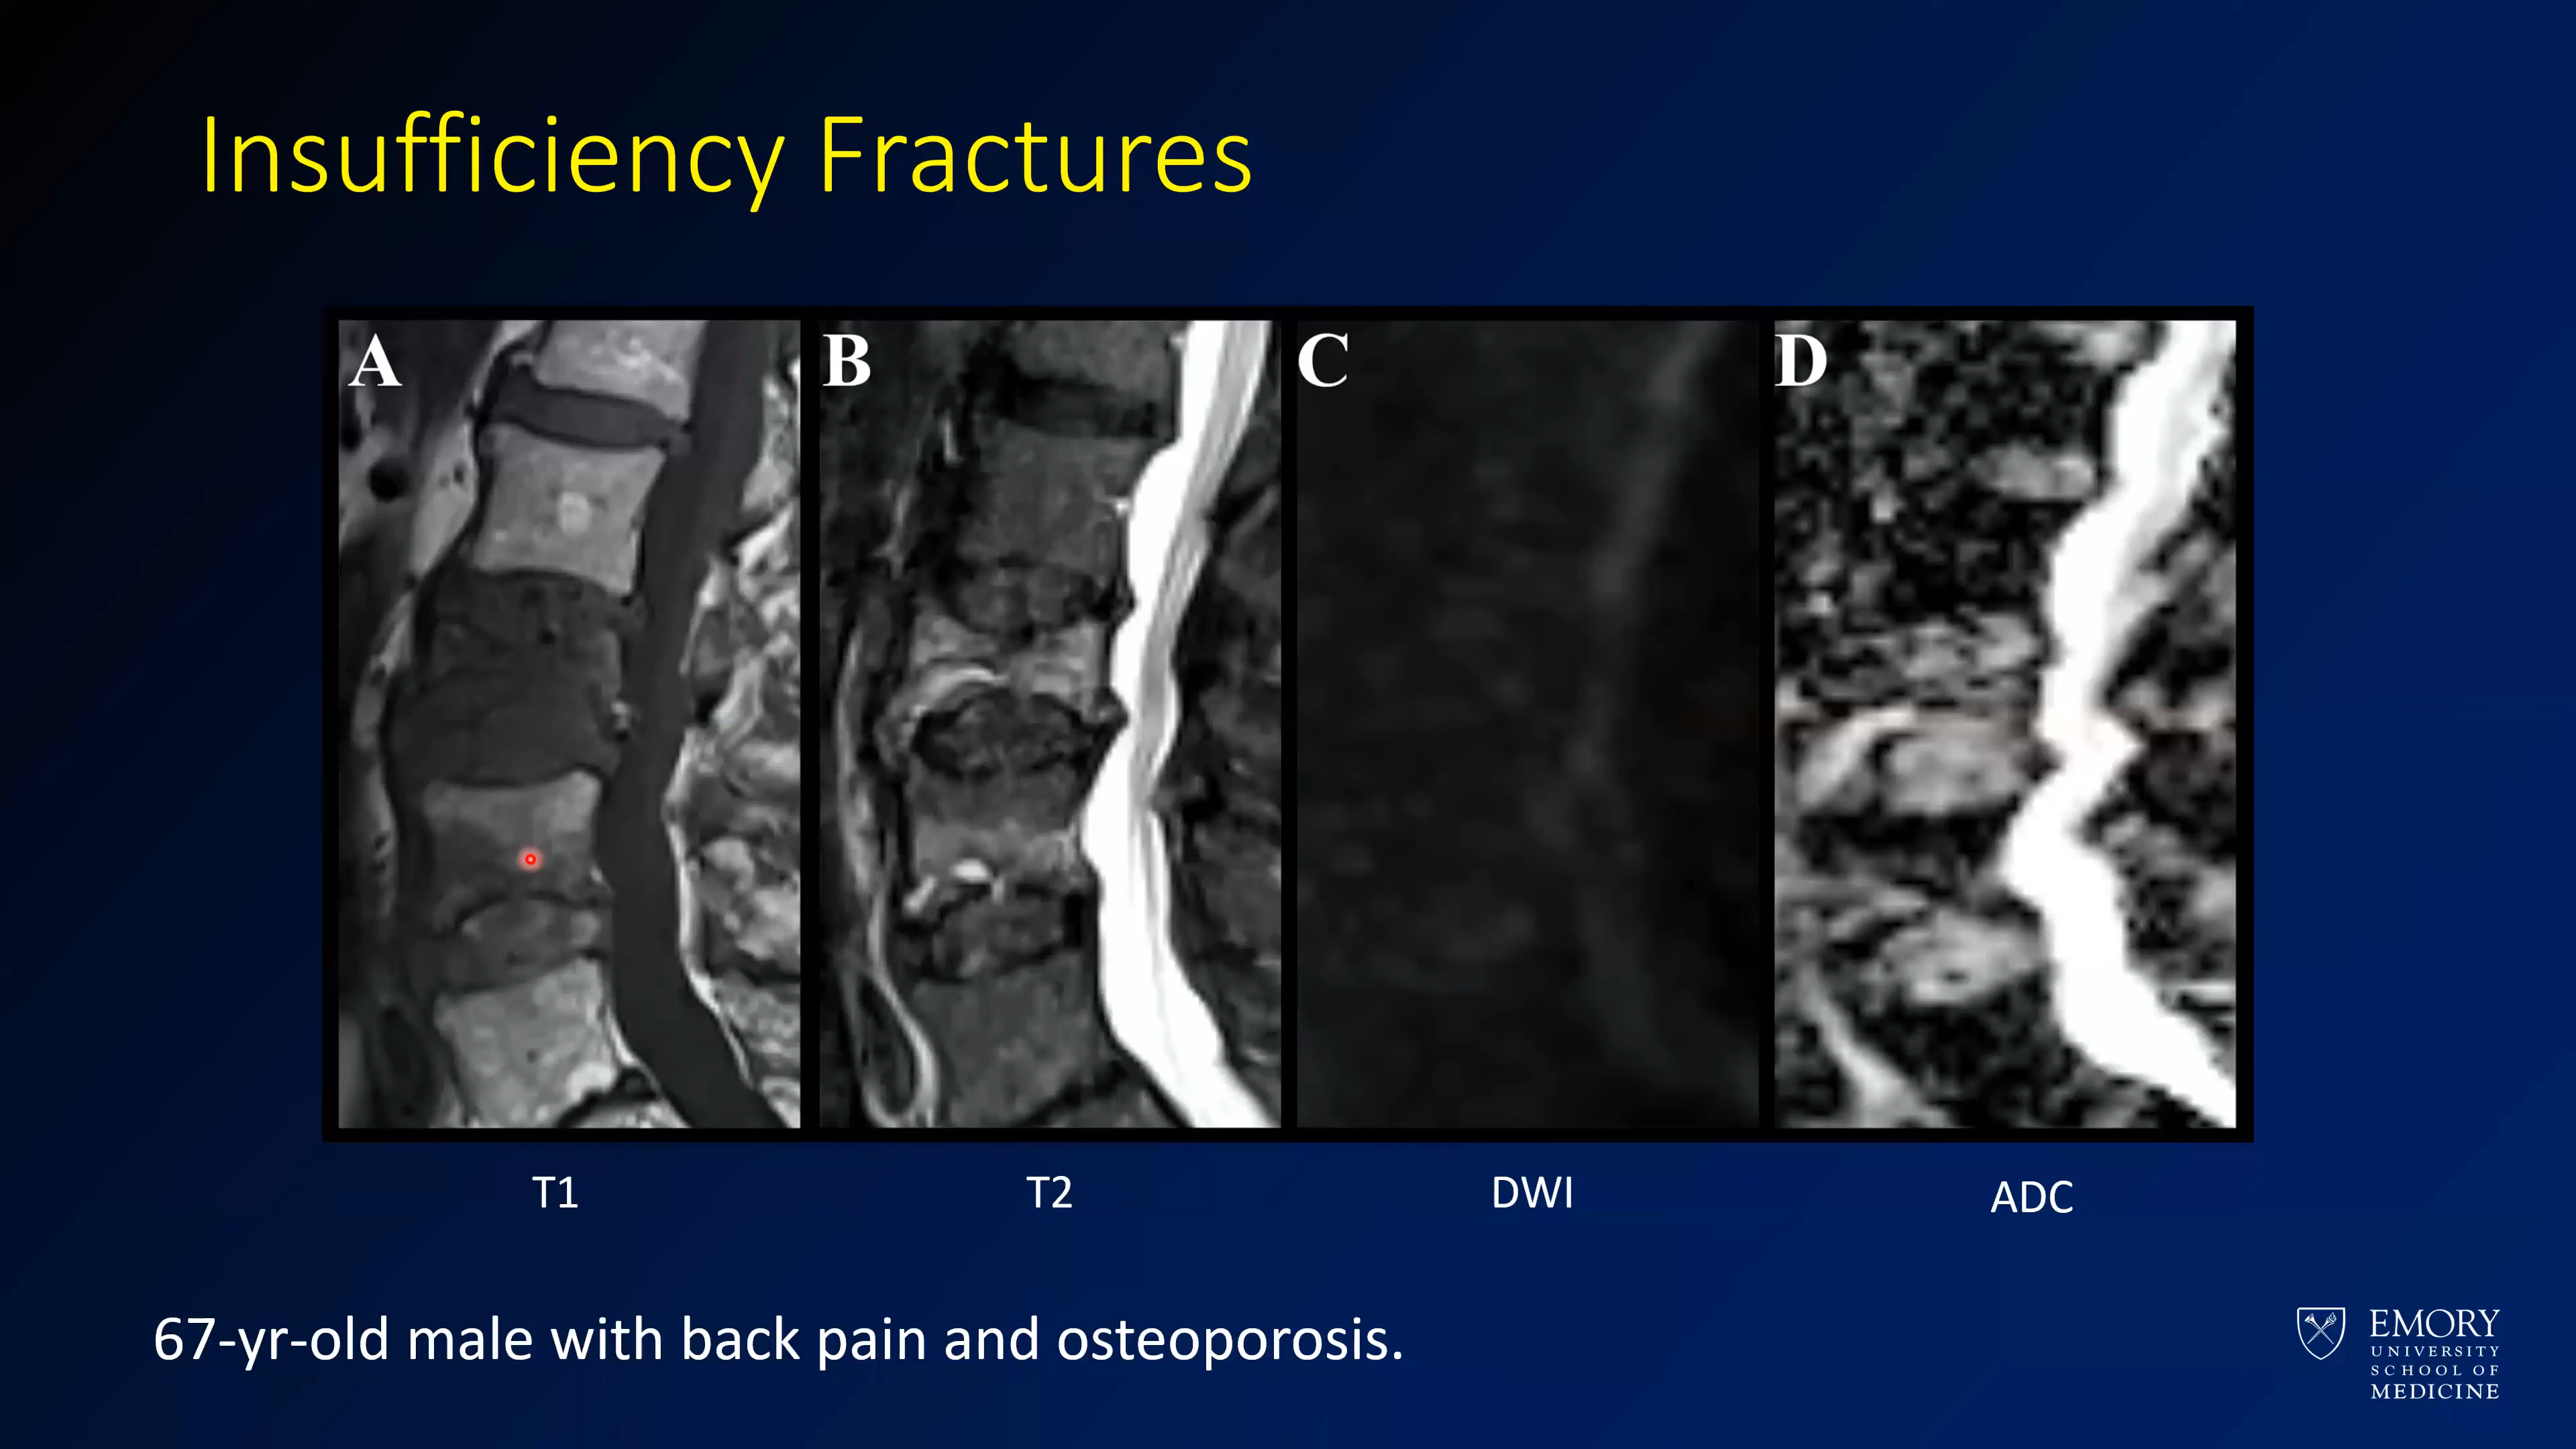 Insufficiency Fractures
A
B
C
D
T1
T2
DWI
ADC
67-yr-old male with back pain and osteoporosis.
EMORY
UNIVERSITY
SCHOOL OF
MEDICINE